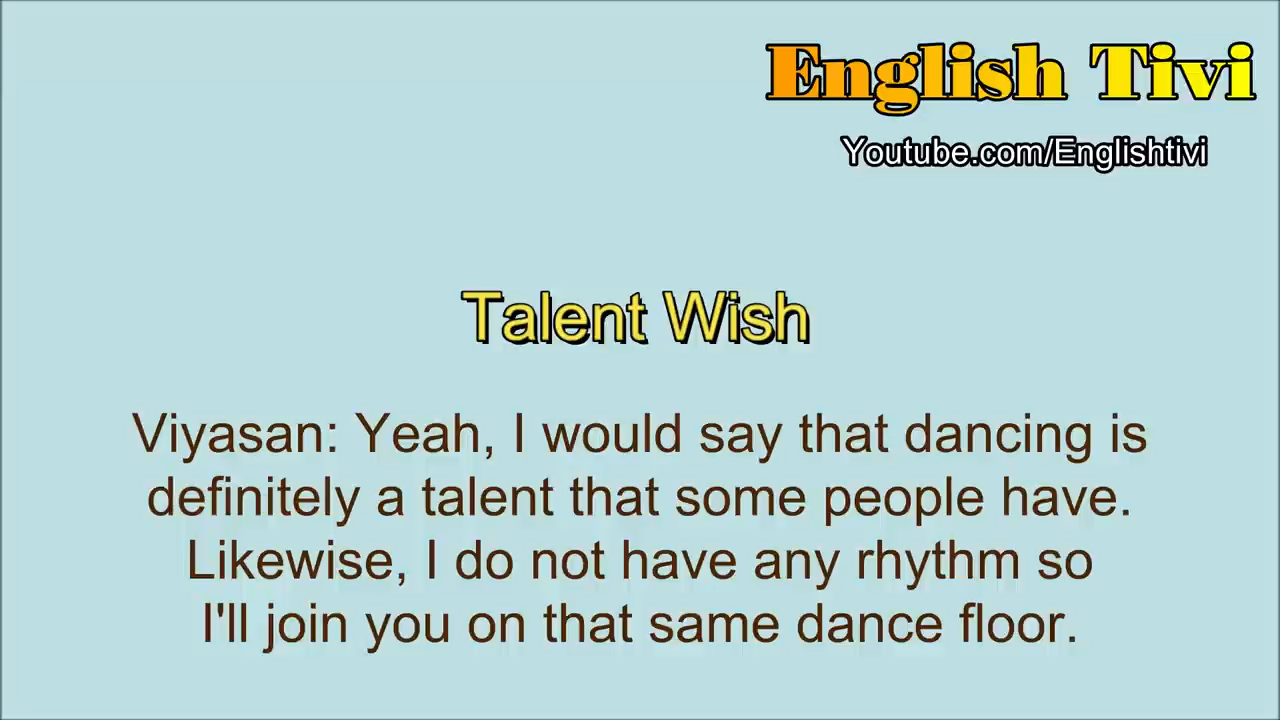 English Tivi
Youtube.com/Englishtivi
Talent Wish
Viyasan: Yeah, I would say that dancing is
definitely a talent that some people have.
Likewise, I do not have any rhythm so
I'll join you on that same dance floor.